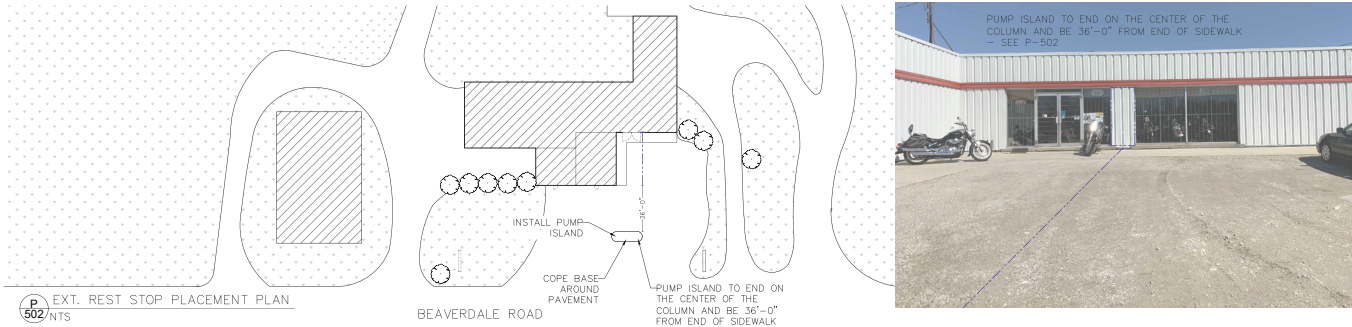 PUMP ISLAND TO END ON THE CENTER OF THE
COLUMN AND BE 36'-0" FROM END OF SIDEWALK
- SEE P-502
36'-0"
INSTALL PUMP
ISLAND
COPE BASE
AROUND
PAVEMENT
PUMP ISLAND TO END ON
THE CENTER OF THE
COLUMN AND BE 36'-0"
FROM END OF SIDEWALK
BEAVERDALE ROAD
P
502
EXT. REST STOP PLACEMENT PLAN
NTS